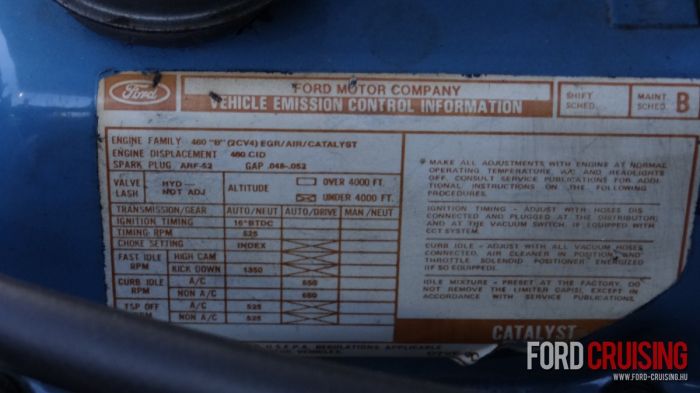 Ford
FORD MOTOR COMPANY
VEHICLE EMISSION CONTROL INFORMATION
SHIFT SCHED.
MAINT. SCHED. B
ENGINE FAMILY 460 "B" (2CV4) EGR/AIR/CATALYST
ENGINE DISPLACEMENT 460 CID
SPARK PLUG ARF-52 GAP .048-.052
VALVE LASH HYD— NOT ADJ ALTITUDE OVER 4000 FT.
UNDER 4000 FT.
TRANSMISSION/GEAR AUTO/NEUT AUTO/DRIVE MAN/NEUT
IGNITION TIMING 16°BTDC
TIMING RPM 525
CHOKE SETTING INDEX
FAST IDLE RPM HIGH CAM
KICK DOWN 1350
CURB IDLE RPM A/C 650
NON A/C 650
TSP OFF RPM A/C 525
NON A/C 525
* MAKE ALL ADJUSTMENTS WITH ENGINE AT NORMAL
OPERATING TEMPERATURE, A/C AND HEADLIGHTS
OFF. CONSULT SERVICE PUBLICATIONS FOR ADDI-
TIONAL INSTRUCTIONS ON THE FOLLOWING
PROCEDURES.
IGNITION TIMING - ADJUST WITH HOSES DIS
CONNECTED AND PLUGGED AT THE DISTRIBUTOR
AND AT THE VACUUM SWITCH IF EQUIPPED WITH
CCT SYSTEM.
CURB IDLE - ADJUST WITH ALL VACUUM HOSES
CONNECTED, AIR CLEANER IN POSITION AND
THROTTLE SOLENOID POSITIONER ENERGIZED
(IF SO EQUIPPED).
IDLE MIXTURE - PRESET AT THE FACTORY. DO
NOT REMOVE THE LIMITER CAP(S), EXCEPT IN
ACCORDANCE WITH SERVICE PUBLICATIONS.
CATALYST
U.S.E.P.A. REGULATIONS APPLICABLE
VEHICLES
FORD CRUISING
WWW.FORD-CRUISING.HU